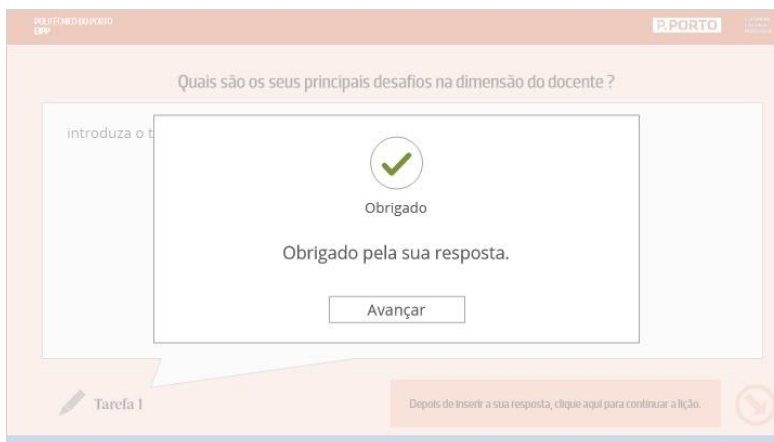 POLITÉCNICO DO PORTO
EIPP
P.PORTO
Quais são os seus principais desafios na dimensão do docente ?
introduza o t
Obrigado
Obrigado pela sua resposta.
Avançar
Tarefa 1
Depois de inserir a sua resposta, clique aqui para continuar a lição.